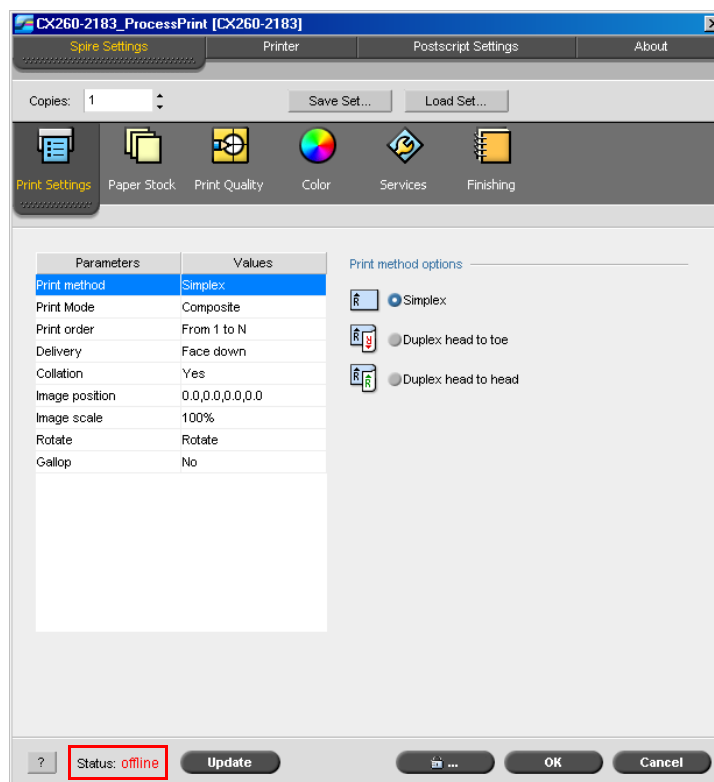 CX260-2183_ProcessPrint [CX260-2183]
Spire Settings Printer Postscript Settings About
Copies: 1 Save Set... Load Set...
Print Settings Paper Stock Print Quality Color Services Finishing
Parameters Values Print method options
Print method Simplex
Simplex
Print Mode Composite
Print order From 1 to N
Duplex head to toe
Delivery Face down
Collation Yes
Duplex head to head
Image position 0.0,0.0,0.0,0.0
Image scale 100%
Rotate Rotate
Gallop No
? Status: offline Update ... OK Cancel